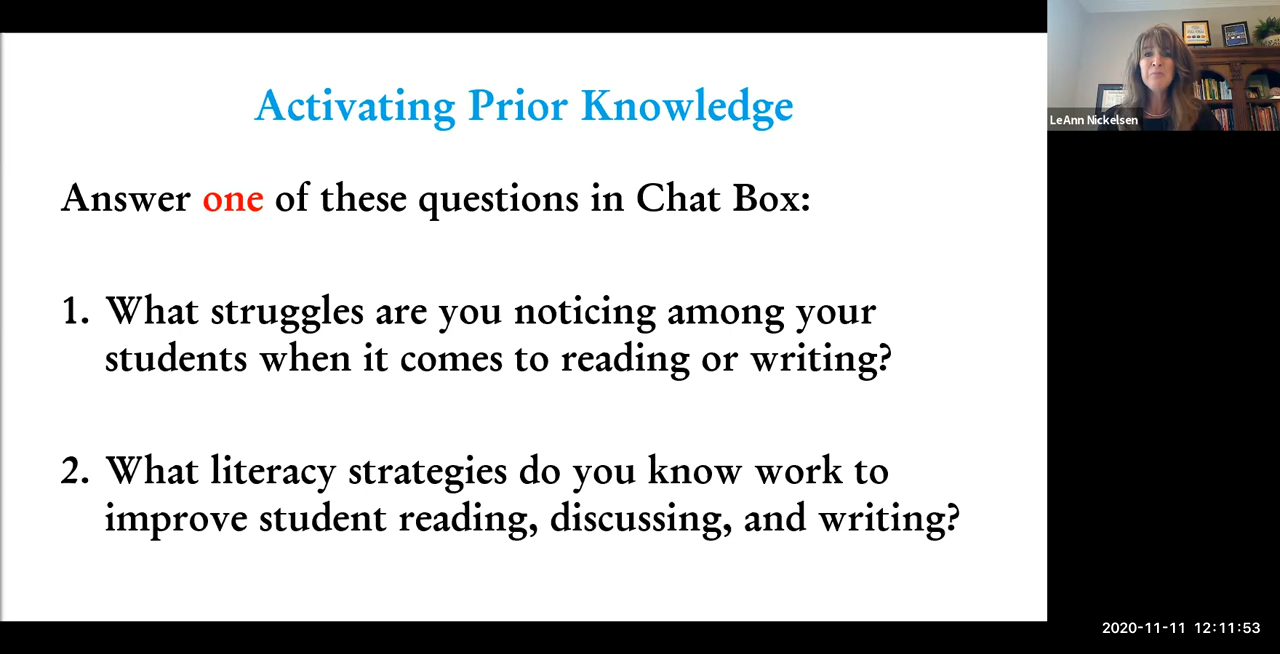 Activating Prior Knowledge
Answer one of these questions in Chat Box:
1. What struggles are you noticing among your
students when it comes to reading or writing?
2. What literacy strategies do you know work to
improve student reading, discussing, and writing?
LeAnn Nickelsen
2020-11-11 12:11:53